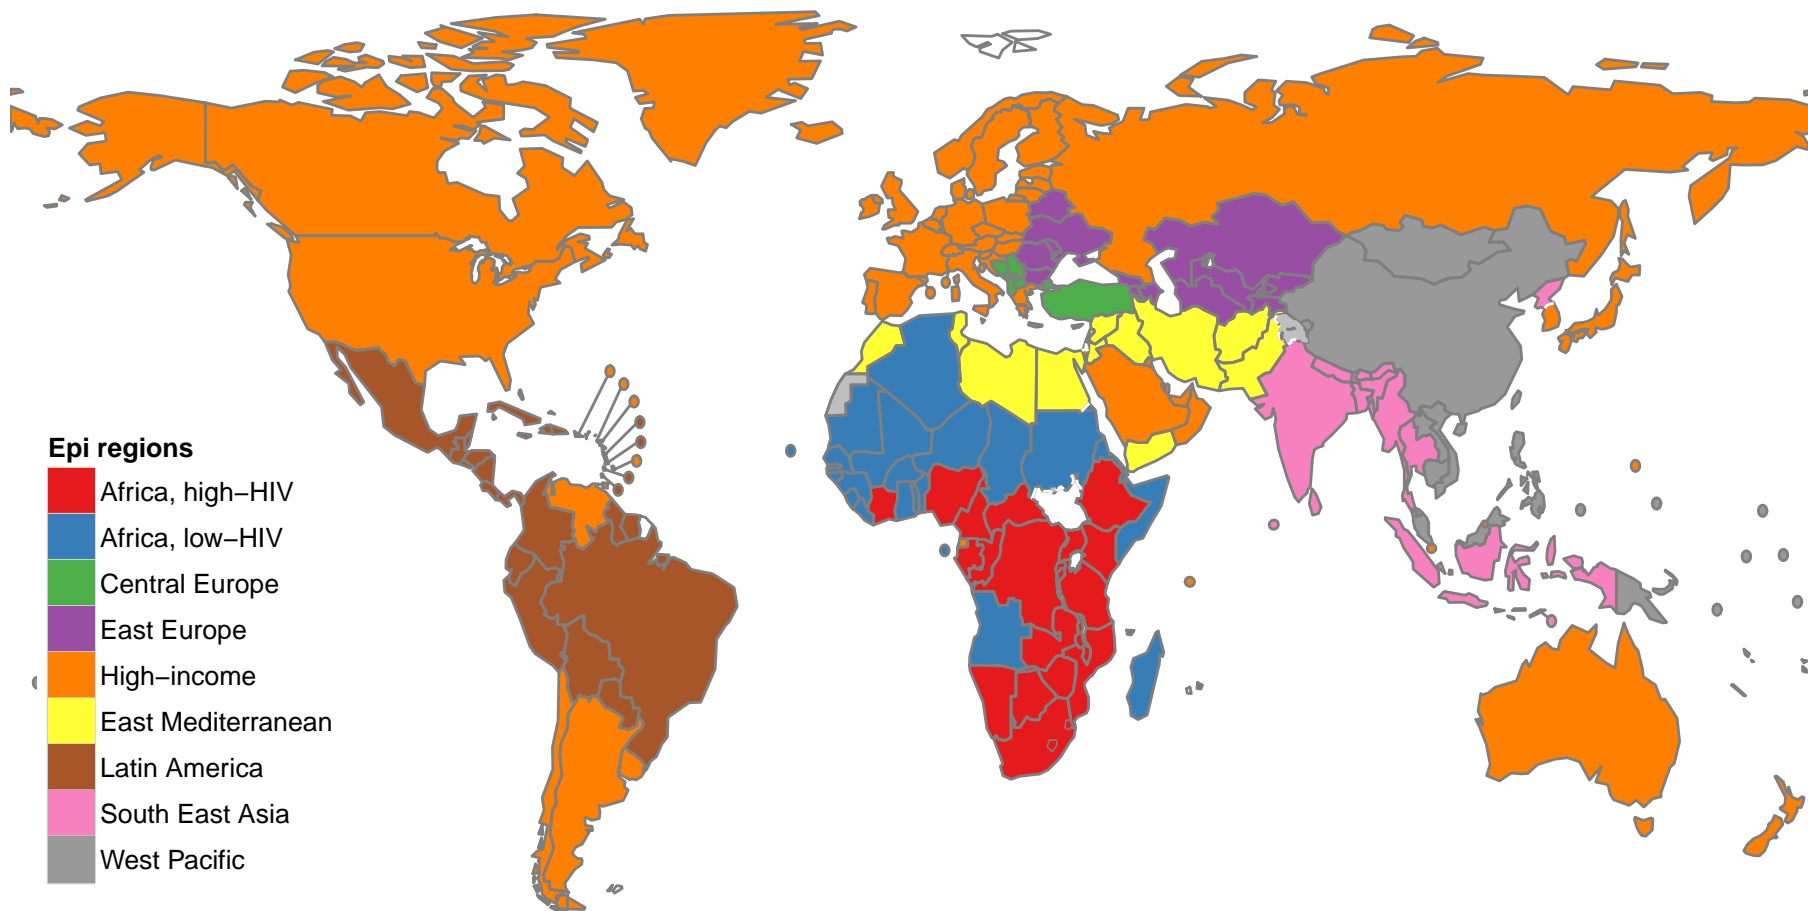 Epi regions
Africa, high−HIV
Africa, low−HIV
Central Europe
East Europe
High−income
East Mediterranean
Latin America
South East Asia
West Pacific